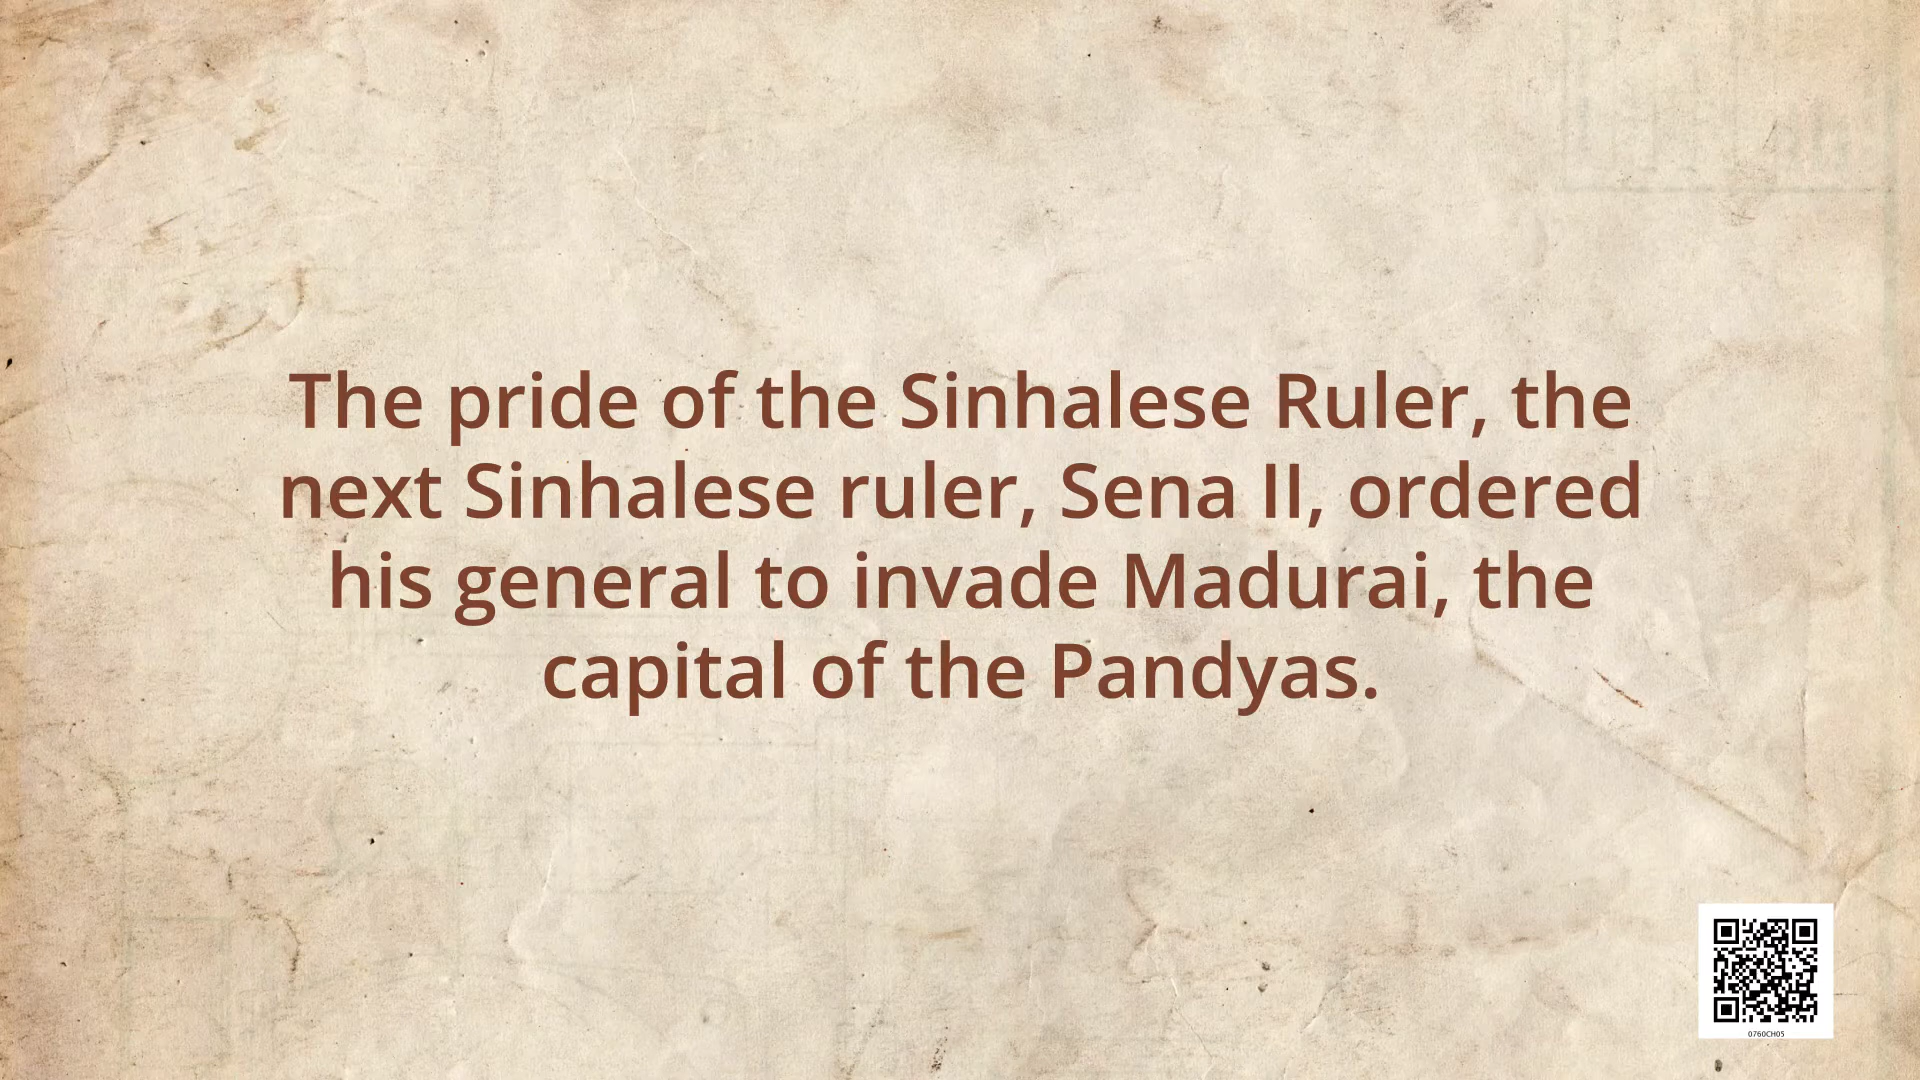 The pride of the Sinhalese Ruler, the
next Sinhalese ruler, Sena II, ordered
his general to invade Madurai, the
capital of the Pandyas.
0760CH05